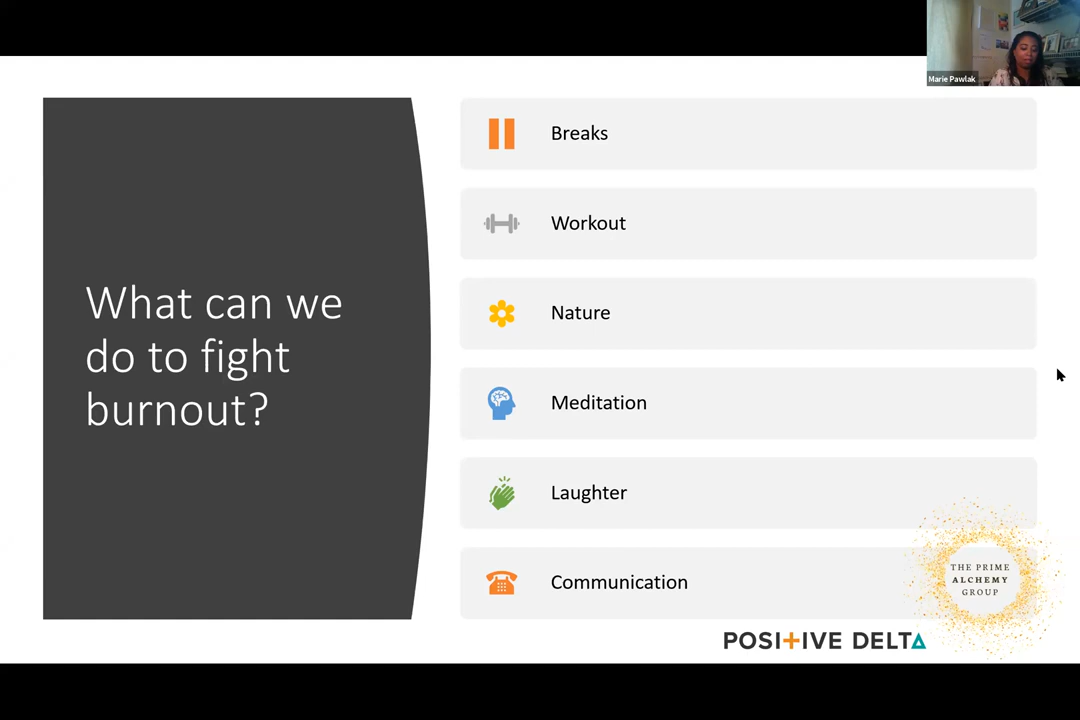 Marie Pawlak
What can we
do to fight
burnout?
Breaks
Workout
Nature
Meditation
Laughter
Communication
THE PRIME
ALCHEMY
GROUP
POSI+IVE DELTA